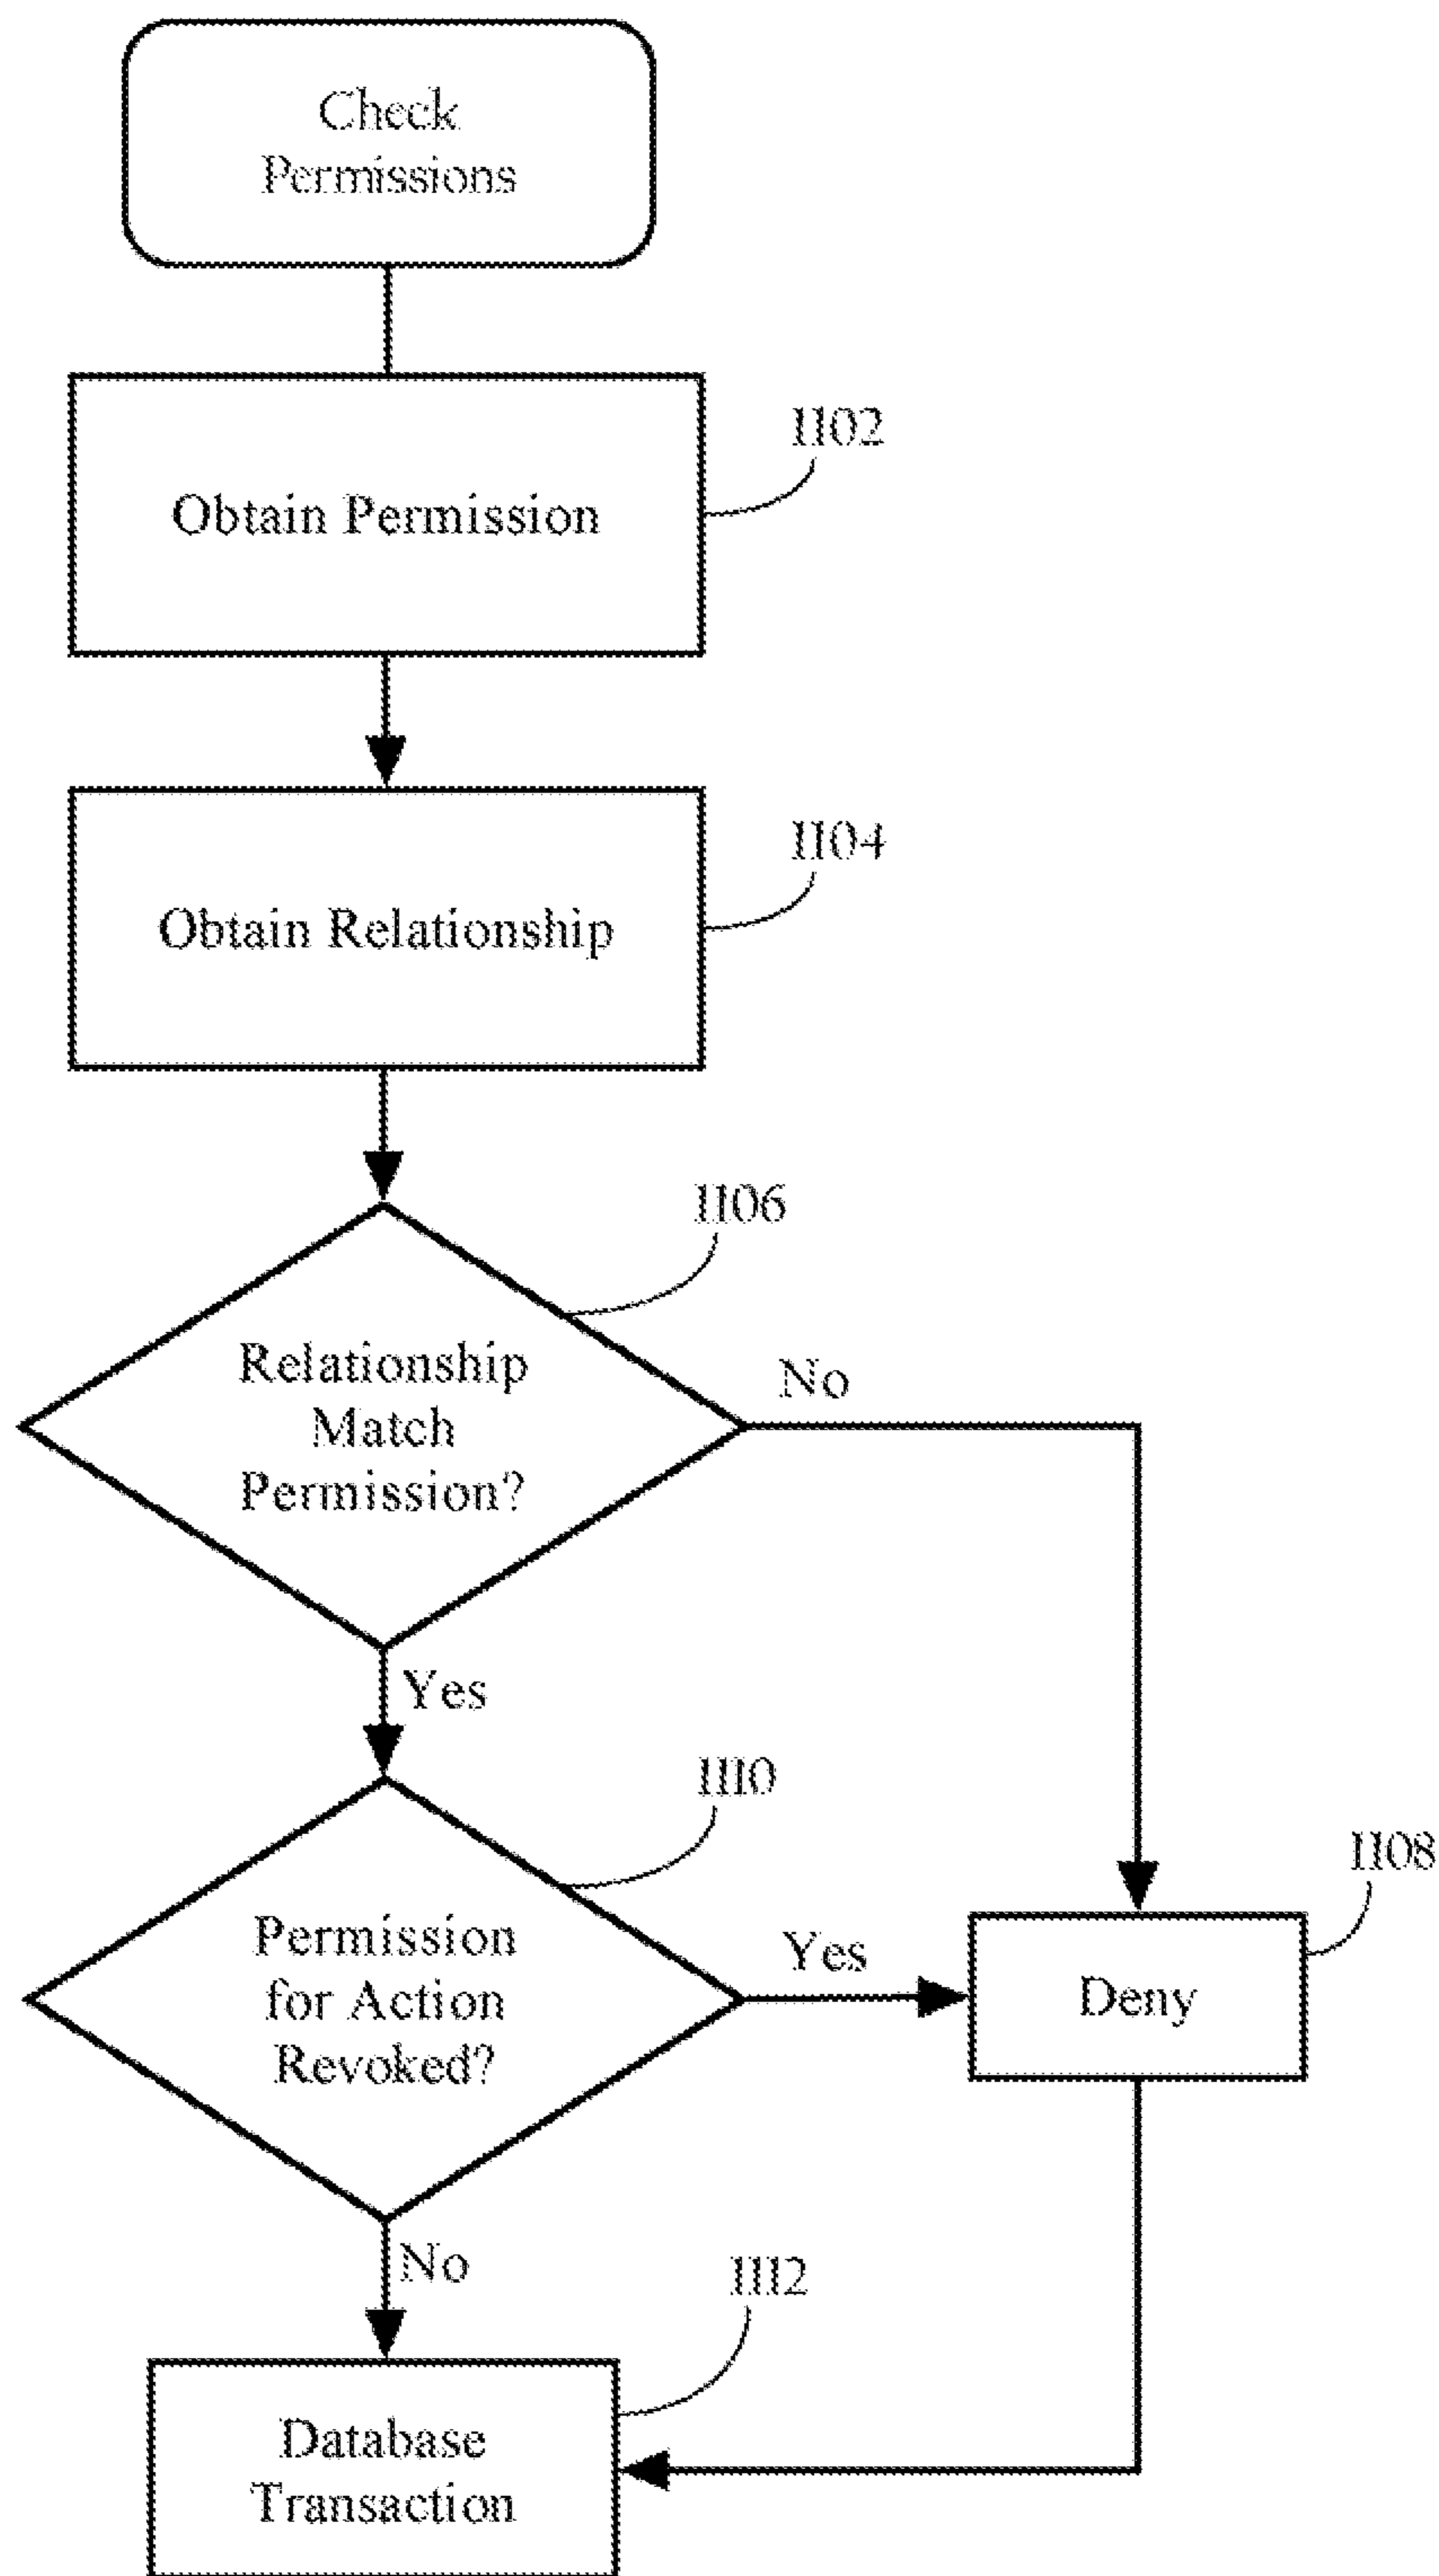 Check
Permissions
1102
Obtain Permission
1104
Obtain Relationship
1106
Relationship
Match
Permission?
No
Yes
1110
Permission
for Action
Revoked?
Yes
1108
Deny
No
1112
Database
Transaction